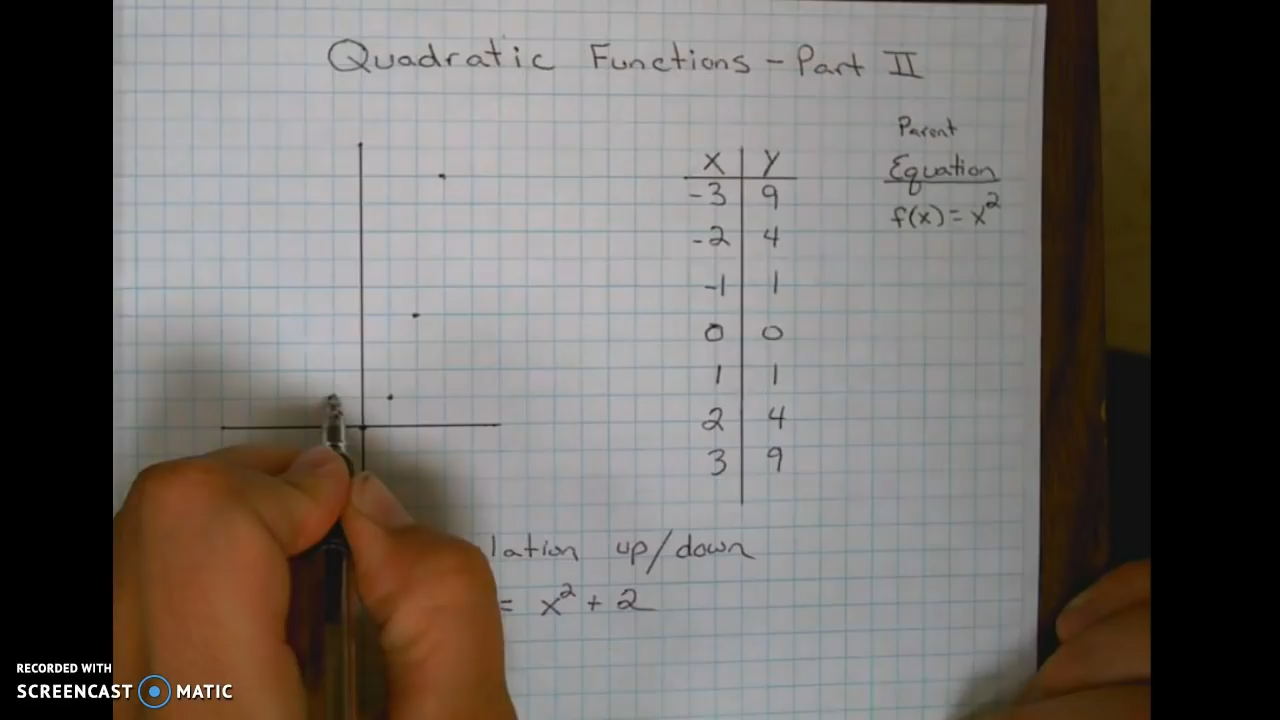 Quadratic Functions - Part II
Parent
Equation
f(x) = x²
X Y
-3 9
-2 4
-1 1
0 0
1 1
2 4
3 9
lation up/down
= x² + 2
RECORDED WITH
SCREENCAST MATIC